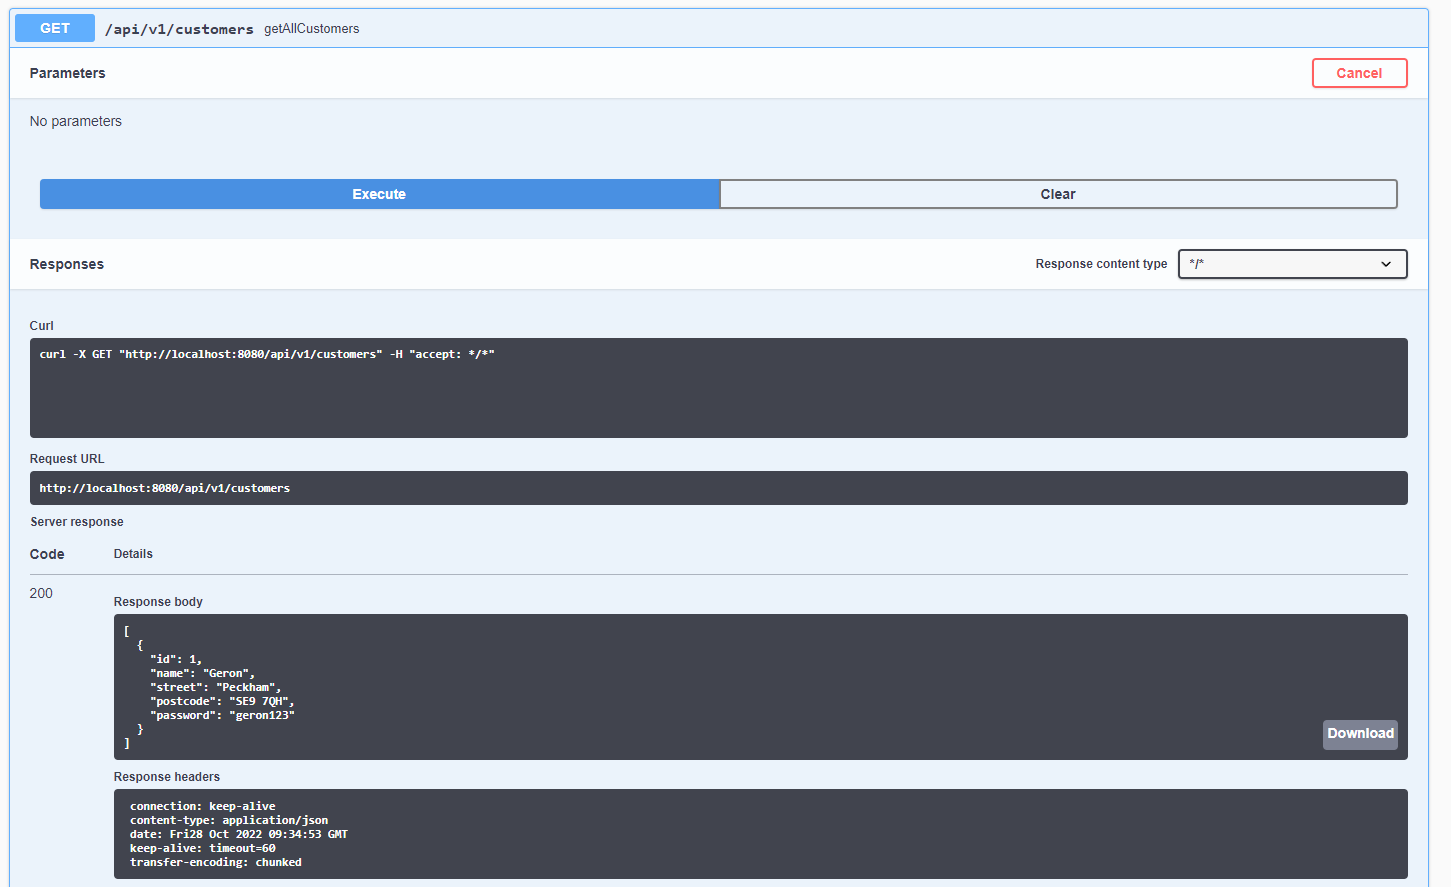 GET /api/v1/customers getAllCustomers
Parameters Cancel
No parameters
Execute Clear
Responses Response content type */*
Curl
curl -X GET "http://localhost:8080/api/v1/customers" -H "accept: */*"
Request URL
http://localhost:8080/api/v1/customers
Server response
Code Details
200
Response body
[
  {
    "id": 1,
    "name": "Geron",
    "street": "Peckham",
    "postcode": "SE9 7QH",
    "password": "geron123"
  }
]
Download
Response headers
connection: keep-alive
content-type: application/json
date: Fri28 Oct 2022 09:34:53 GMT
keep-alive: timeout=60
transfer-encoding: chunked